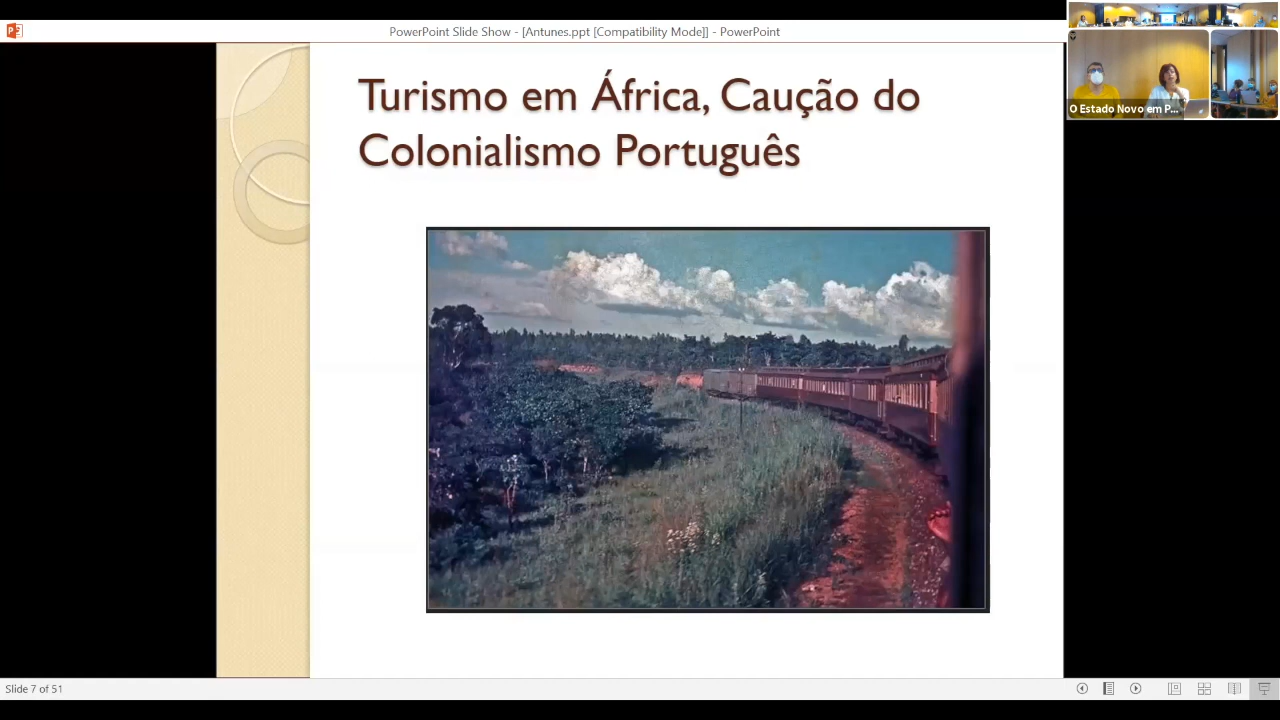 PowerPoint Slide Show - [Antunes.ppt [Compatibility Mode]] - PowerPoint
O Estado Novo em P...
Turismo em África, Caução do
Colonialismo Português
Slide 7 of 51